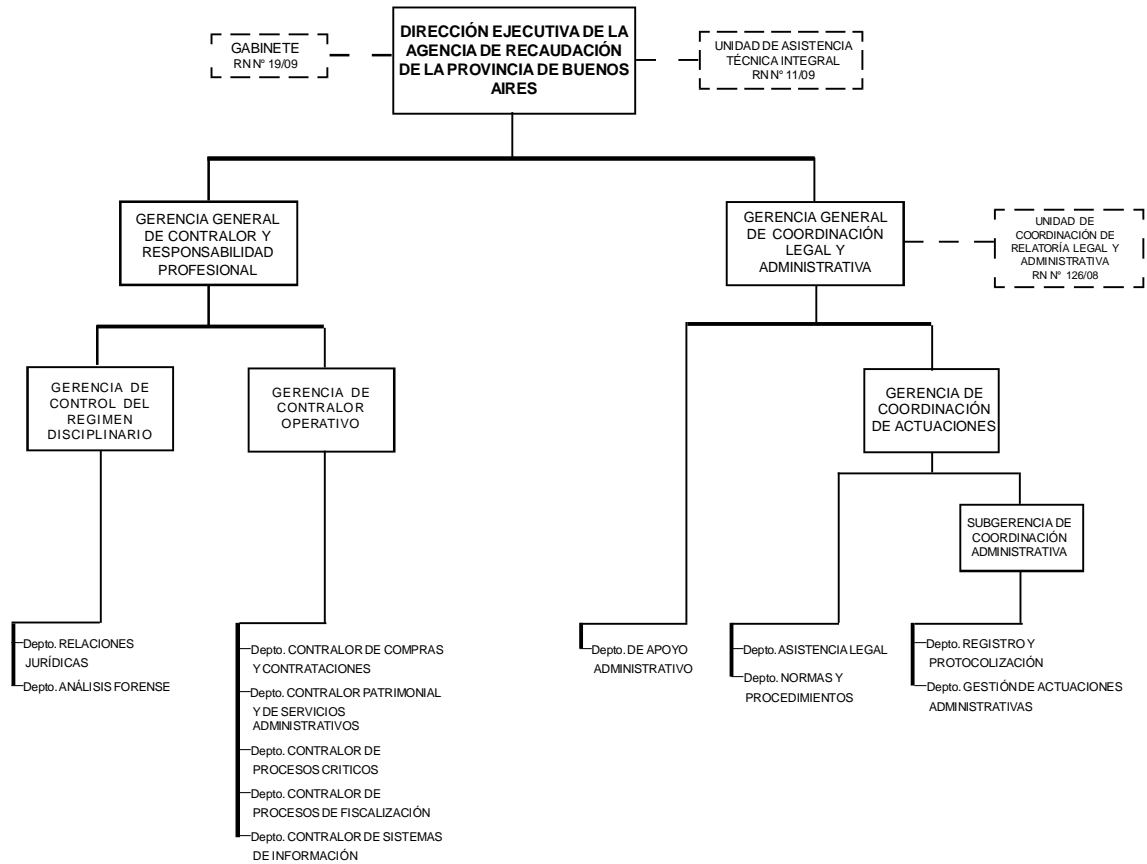 DIRECCIÓN EJECUTIVA DE LA
AGENCIA DE RECAUDACIÓN
DE LA PROVINCIA DE BUENOS
AIRES
GABINETE
RN N° 19/09
UNIDAD DE ASISTENCIA
TÉCNICA INTEGRAL
RN N° 11/09
GERENCIA GENERAL
DE CONTRALOR Y
RESPONSABILIDAD
PROFESIONAL
GERENCIA GENERAL
DE COORDINACIÓN
LEGAL Y
ADMINISTRATIVA
UNIDAD DE
COORDINACIÓN DE
RELATORÍA LEGAL Y
ADMINISTRATIVA
RN N° 126/08
GERENCIA DE
CONTROL DEL
REGIMEN
DISCIPLINARIO
GERENCIA DE
CONTRALOR
OPERATIVO
GERENCIA DE
COORDINACIÓN
DE ACTUACIONES
SUBGERENCIA DE
COORDINACIÓN
ADMINISTRATIVA
Depto. RELACIONES
JURÍDICAS
Depto. ANÁLISIS FORENSE
Depto. CONTRALOR DE COMPRAS
Y CONTRATACIONES
Depto. CONTRALOR PATRIMONIAL
Y DE SERVICIOS
ADMINISTRATIVOS
Depto. CONTRALOR DE
PROCESOS CRITICOS
Depto. CONTRALOR DE
PROCESOS DE FISCALIZACIÓN
Depto. CONTRALOR DE SISTEMAS
DE INFORMACIÓN
Depto. DE APOYO
ADMINISTRATIVO
Depto. ASISTENCIA LEGAL
Depto. NORMAS Y
PROCEDIMIENTOS
Depto. REGISTRO Y
PROTOCOLIZACIÓN
Depto. GESTIÓN DE ACTUACIONES
ADMINISTRATIVAS